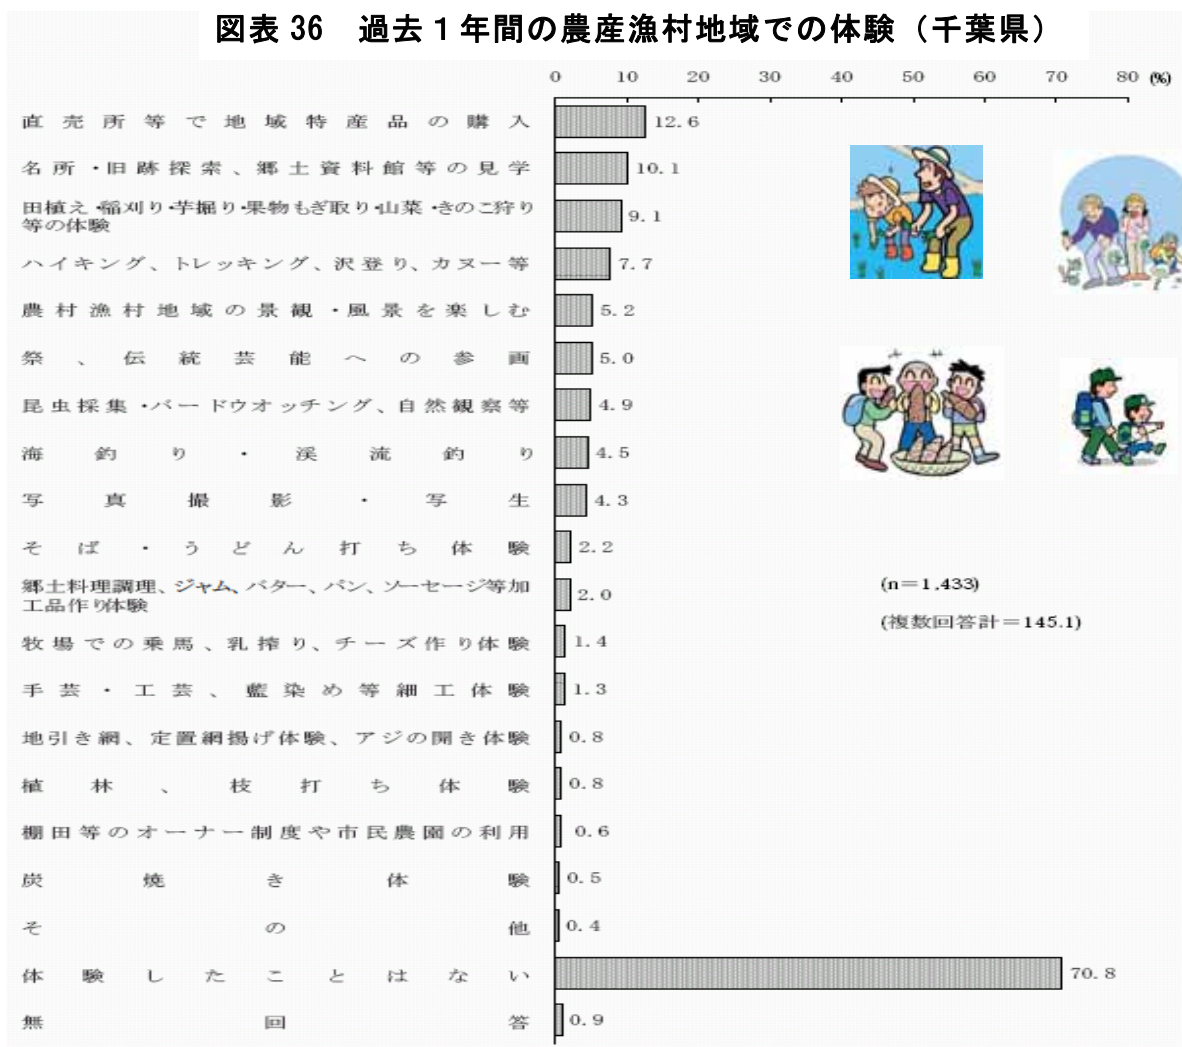 図表 36　過去１年間の農産漁村地域での体験（千葉県）
0 10 20 30 40 50 60 70 80 (%)
直売所等で地域特産品の購入 12.6
名所・旧跡探索、郷土資料館等の見学 10.1
田植え・稲刈り・芋掘り・果物もぎ取り・山菜・きのこ狩り
等の体験 9.1
ハイキング、トレッキング、沢登り、カヌー等 7.7
農村漁村地域の景観・風景を楽しむ 5.2
祭、伝統芸能への参画 5.0
昆虫採集・バードウオッチング、自然観察等 4.9
海釣り・渓流釣り 4.5
写真撮影・写生 4.3
そば・うどん打ち体験 2.2
郷土料理調理、ジャム、バター、パン、ソーセージ等加
工品作り体験 2.0
牧場での乗馬、乳搾り、チーズ作り体験 1.4
手芸・工芸、藍染め等細工体験 1.3
地引き網、定置網揚げ体験、アジの開き体験 0.8
植林、枝打ち体験 0.8
棚田等のオーナー制度や市民農園の利用 0.6
炭焼き体験 0.5
その他 0.4
体験したことはない 70.8
無回答 0.9
(n＝1,433)
(複数回答計＝145.1)